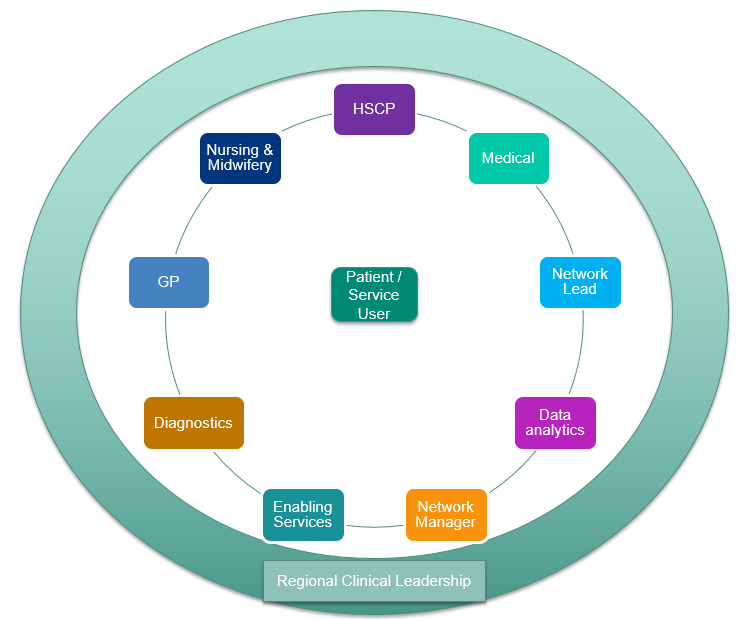 HSCP
Nursing &
Midwifery
Medical
GP
Patient /
Service
User
Network
Lead
Diagnostics
Data
analytics
Enabling
Services
Network
Manager
Regional Clinical Leadership